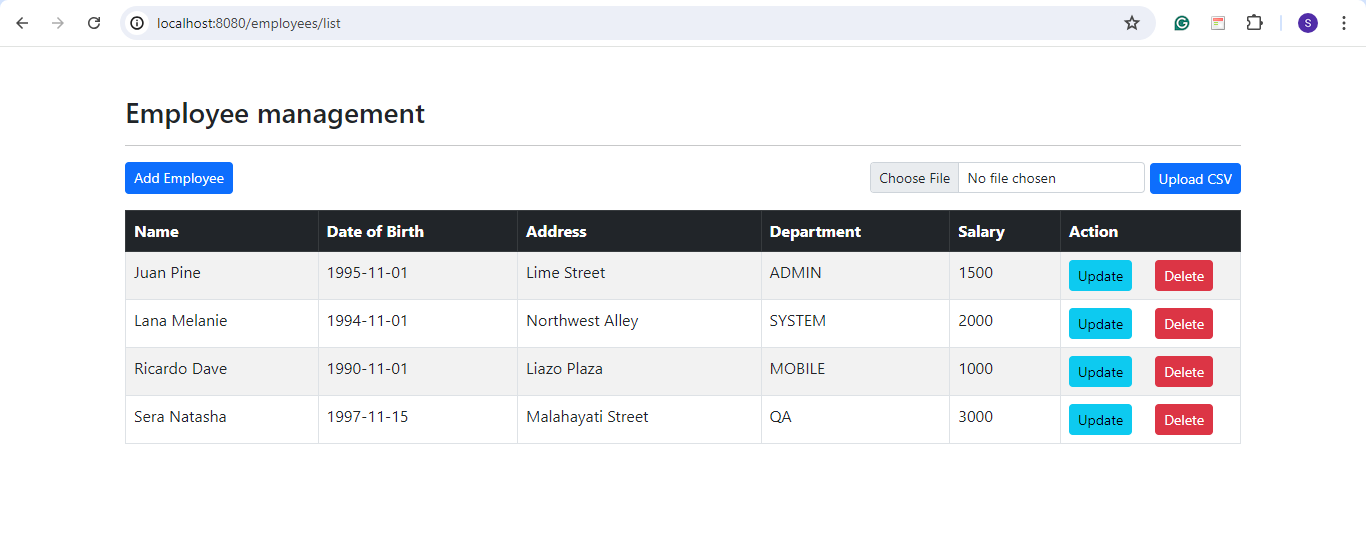 localhost:8080/employees/list
S
Employee management
Add Employee Choose File No file chosen Upload CSV
Name Date of Birth Address Department Salary Action
Juan Pine 1995-11-01 Lime Street ADMIN 1500 Update Delete
Lana Melanie 1994-11-01 Northwest Alley SYSTEM 2000 Update Delete
Ricardo Dave 1990-11-01 Liazo Plaza MOBILE 1000 Update Delete
Sera Natasha 1997-11-15 Malahayati Street QA 3000 Update Delete